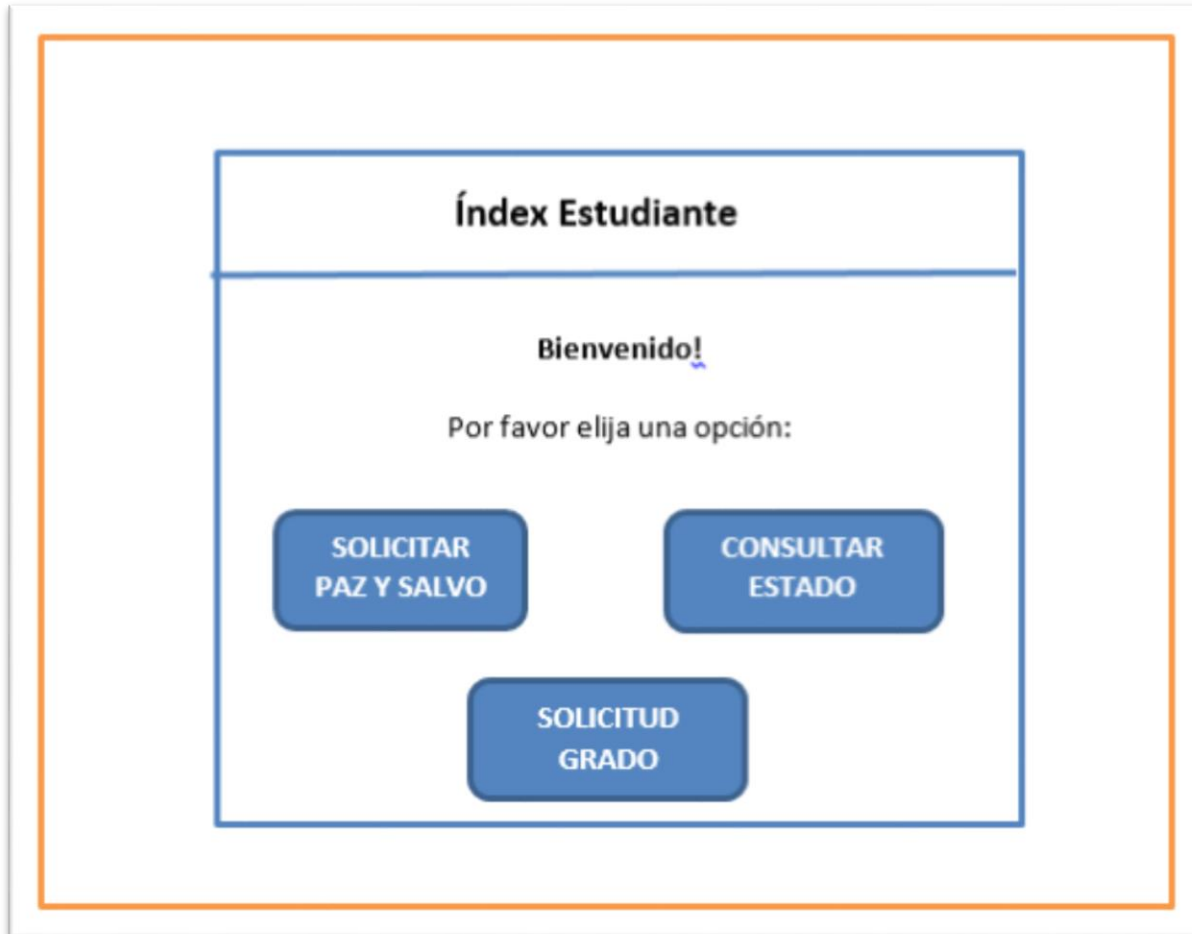 Índex Estudiante
Bienvenido!
Por favor elija una opción:
SOLICITAR
PAZ Y SALVO
CONSULTAR
ESTADO
SOLICITUD
GRADO